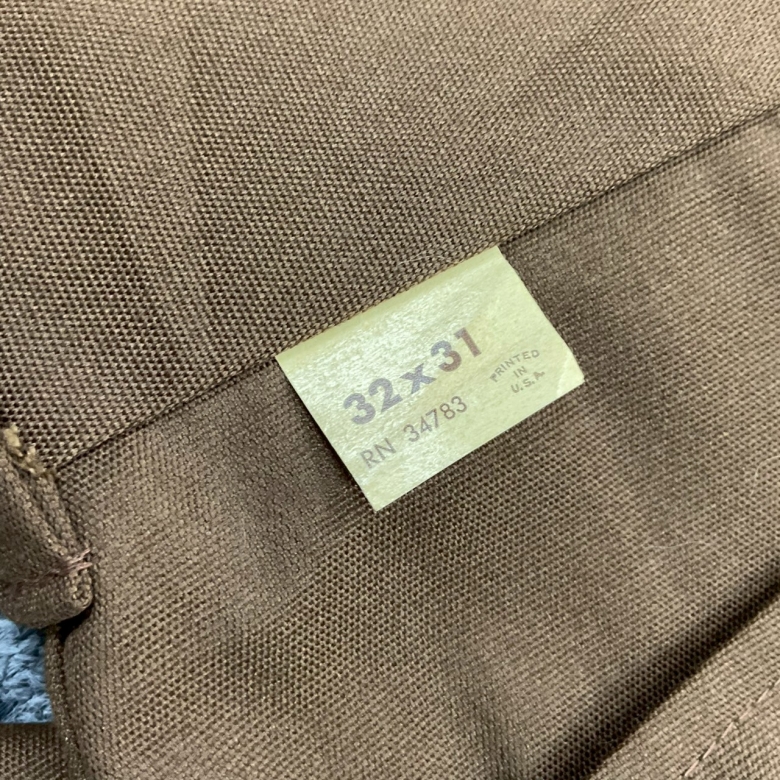 32x31
RN 34783
PRINTED
IN
U.S.A.